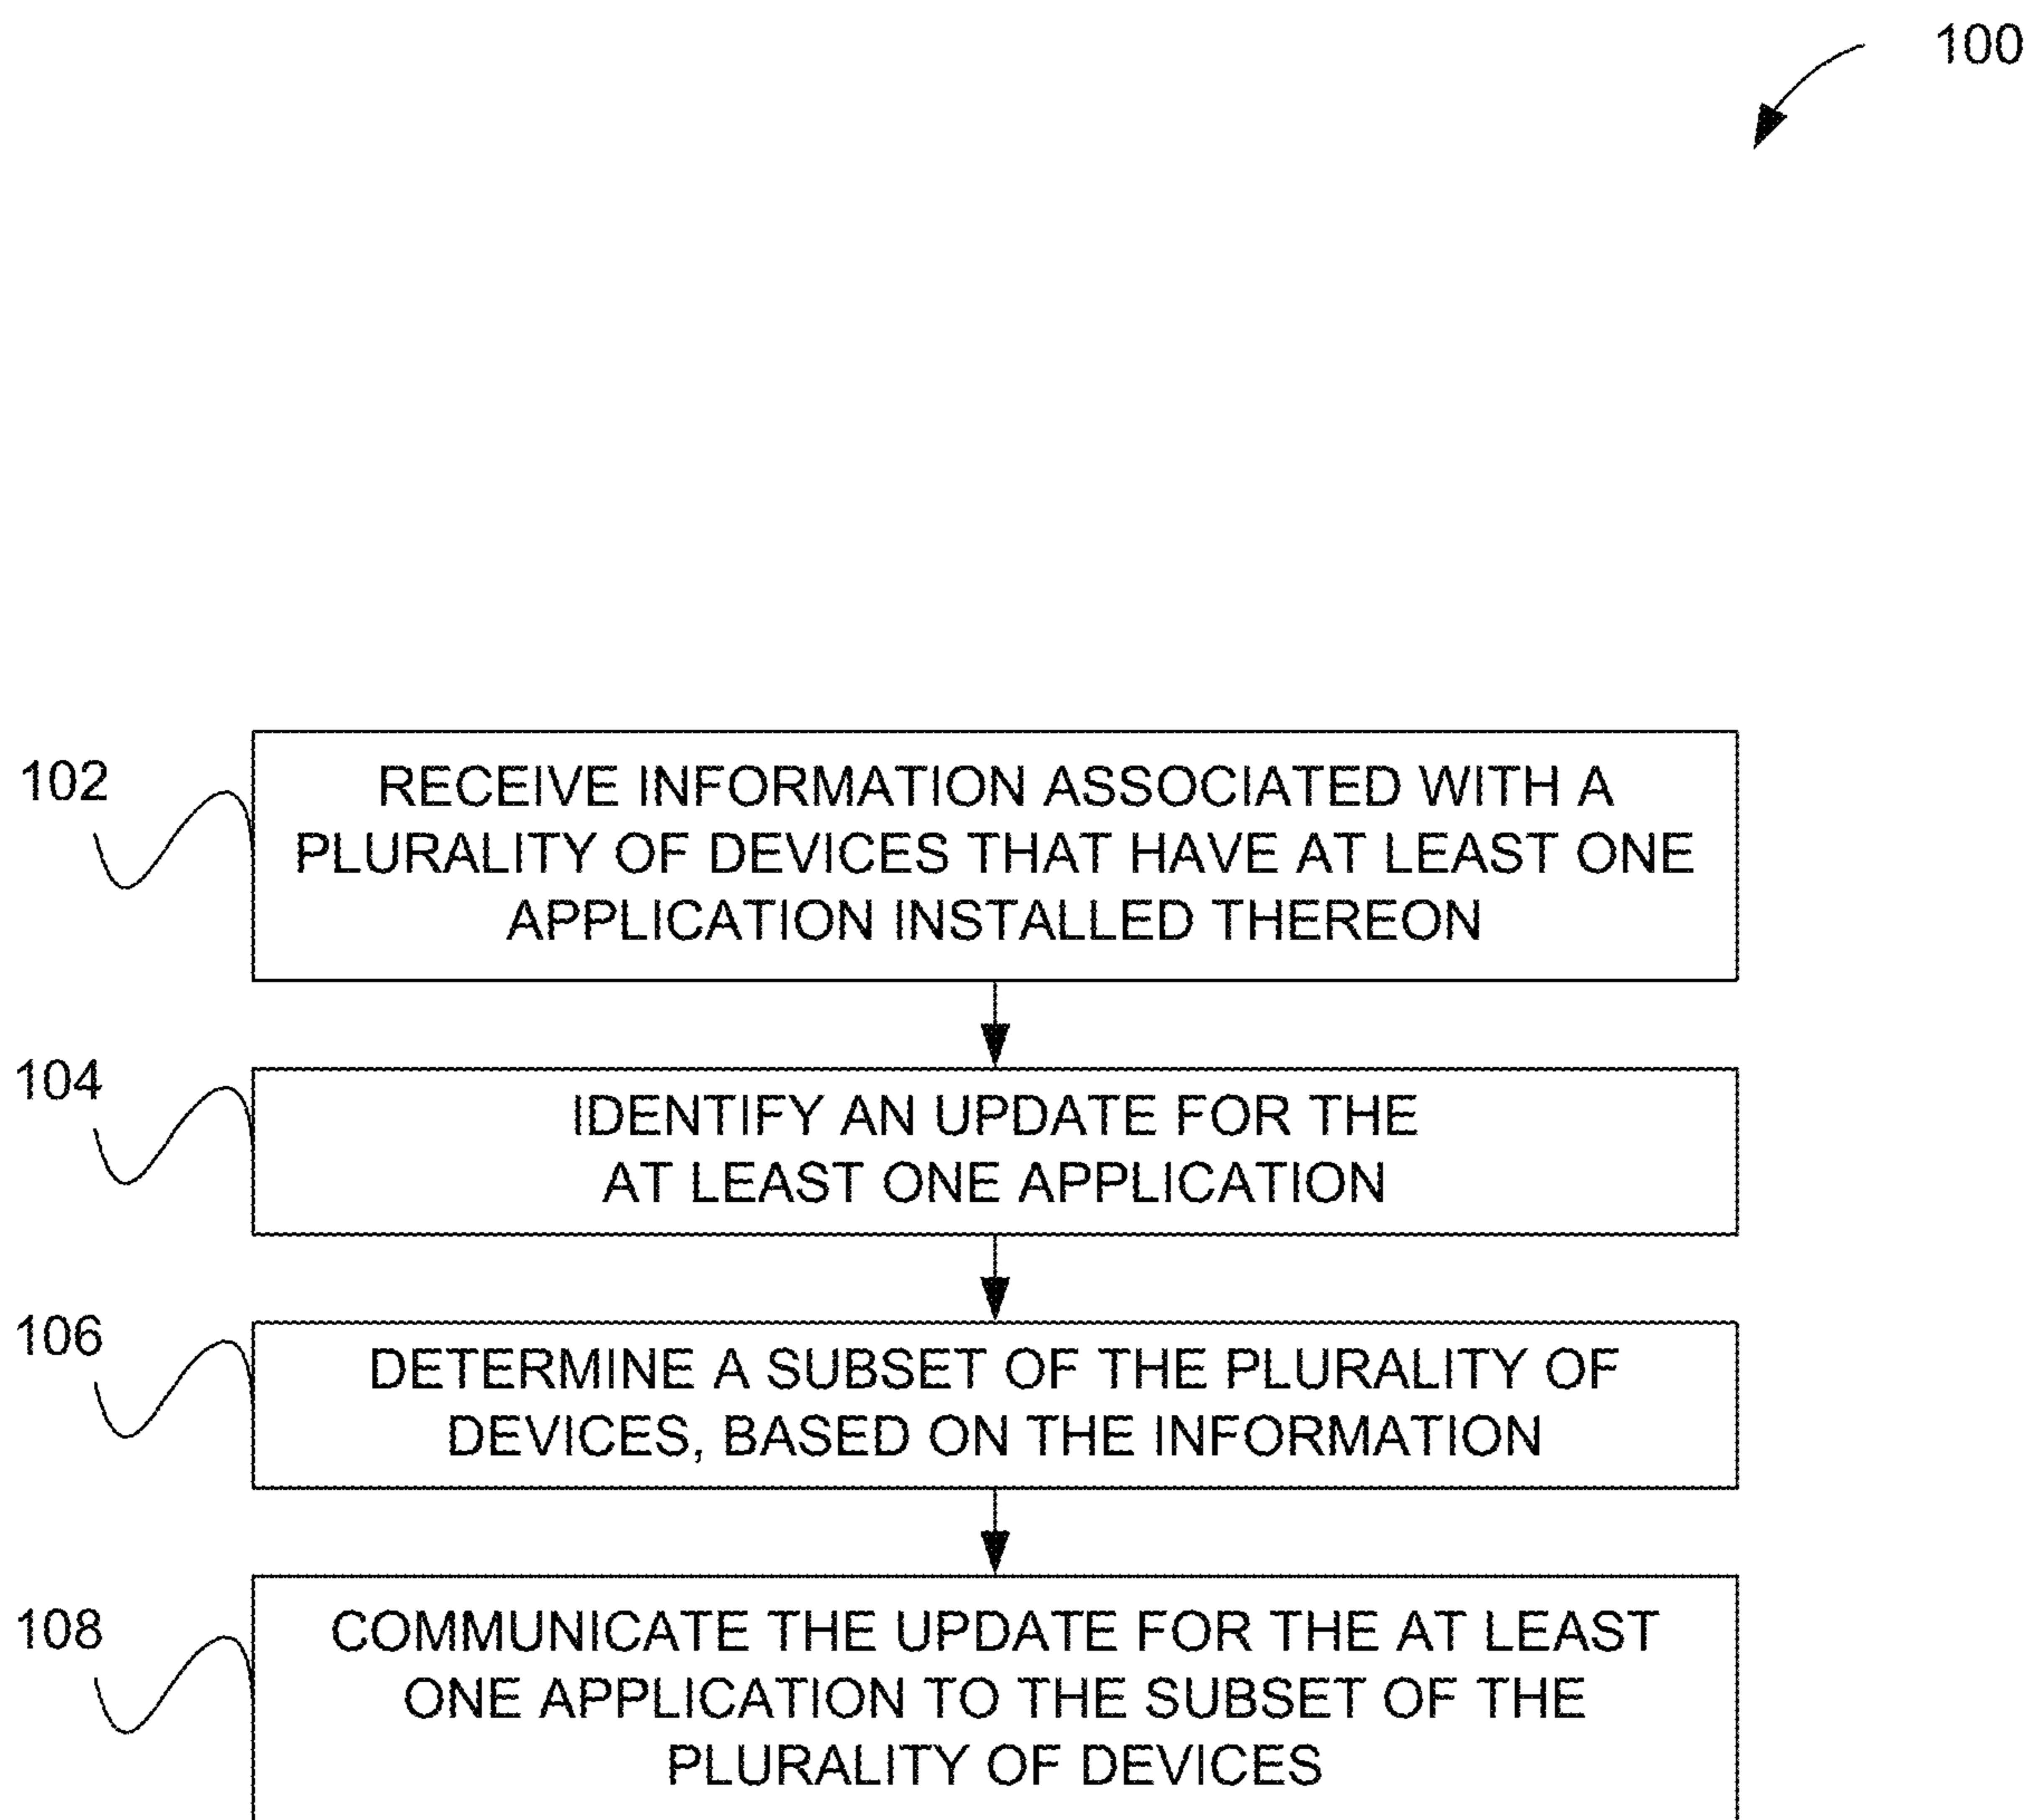 100
102
RECEIVE INFORMATION ASSOCIATED WITH A
PLURALITY OF DEVICES THAT HAVE AT LEAST ONE
APPLICATION INSTALLED THEREON
104
IDENTIFY AN UPDATE FOR THE
AT LEAST ONE APPLICATION
106
DETERMINE A SUBSET OF THE PLURALITY OF
DEVICES, BASED ON THE INFORMATION
108
COMMUNICATE THE UPDATE FOR THE AT LEAST
ONE APPLICATION TO THE SUBSET OF THE
PLURALITY OF DEVICES